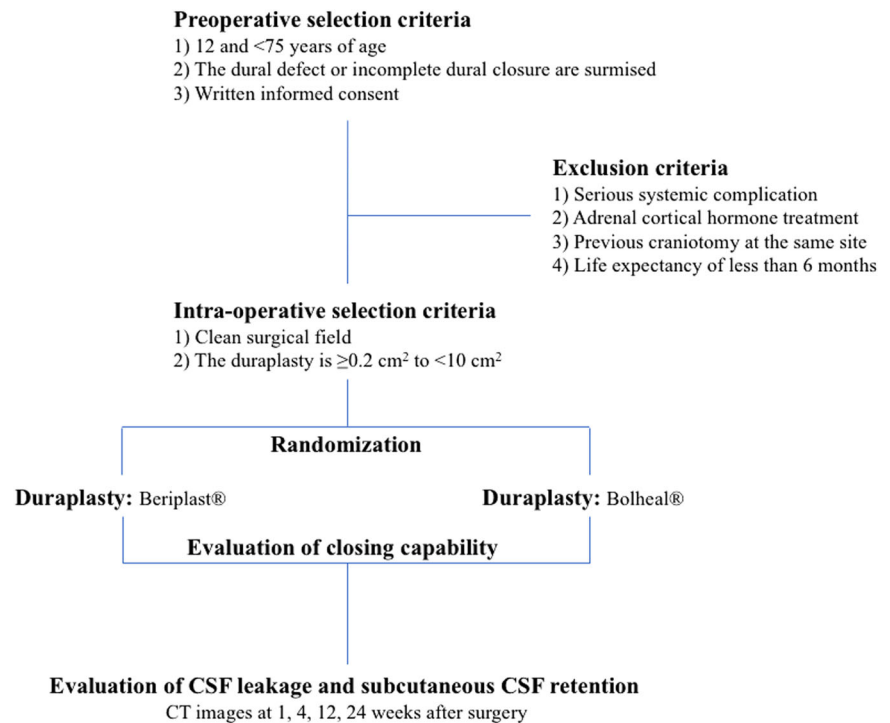 Preoperative selection criteria
1) 12 and <75 years of age
2) The dural defect or incomplete dural closure are surmised
3) Written informed consent
Exclusion criteria
1) Serious systemic complication
2) Adrenal cortical hormone treatment
3) Previous craniotomy at the same site
4) Life expectancy of less than 6 months
Intra-operative selection criteria
1) Clean surgical field
2) The duraplasty is ≥0.2 cm² to <10 cm²
Randomization
Duraplasty: Beriplast®
Duraplasty: Bolheal®
Evaluation of closing capability
Evaluation of CSF leakage and subcutaneous CSF retention
CT images at 1, 4, 12, 24 weeks after surgery